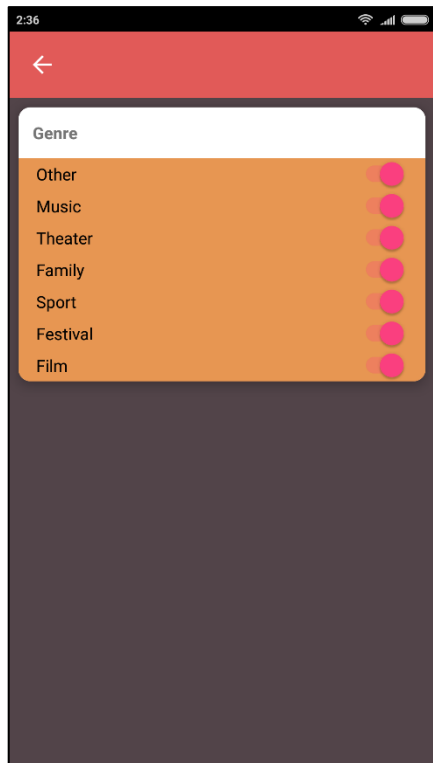 2:36
Genre
Other
Music
Theater
Family
Sport
Festival
Film